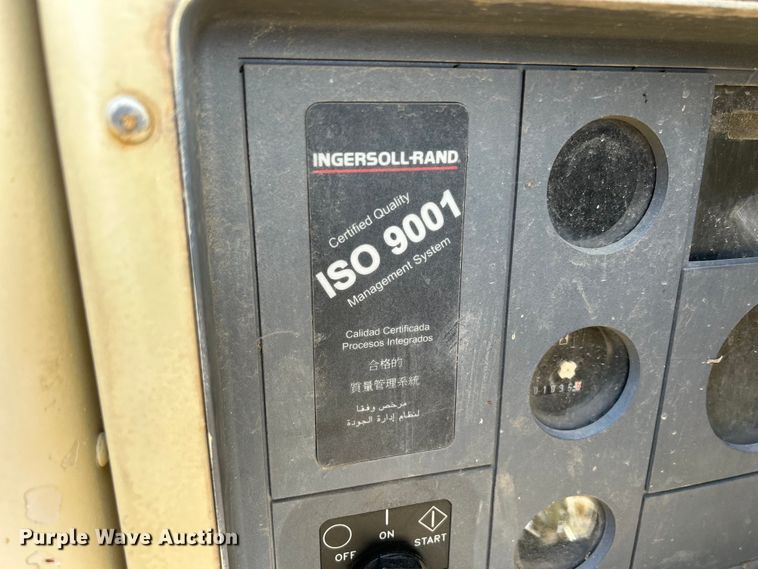 INGERSOLL-RAND
Certified Quality
ISO 9001
Management System
Calidad Certificada
Procesos Integrados
合格的
質量管理系統
مرخص وفقا
لنظام إدارة الجودة
OFF
ON
START
Purple Wave Auction